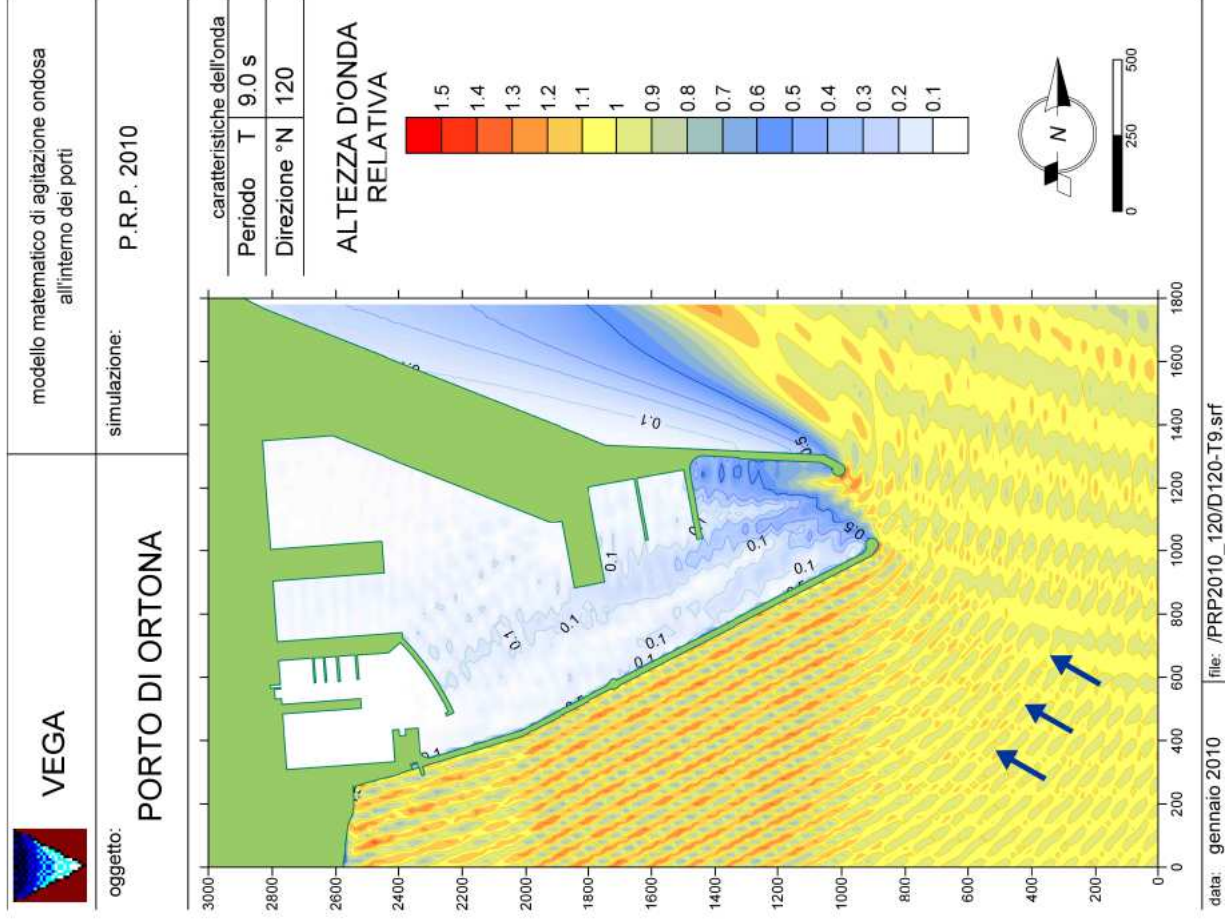 VEGA
modello matematico di agitazione ondosa
all'interno dei porti
oggetto:
PORTO DI ORTONA
simulazione:
P.R.P. 2010
caratteristiche dell'onda
Periodo T 9.0 s
Direzione °N 120
ALTEZZA D'ONDA
RELATIVA
1.5
1.4
1.3
1.2
1.1
1
0.9
0.8
0.7
0.6
0.5
0.4
0.3
0.2
0.1
N
0 250 500
3000
2800
2600
2400
2200
2000
1800
1600
1400
1200
1000
800
600
400
200
0
0 200 400 600 800 1000 1200 1400 1600 1800
0.1
0.1
0.1
0.1
0.1
0.1
0.1
0.1
0.5
0.5
data: gennaio 2010
file: /PRP2010_120/D120-T9.srf